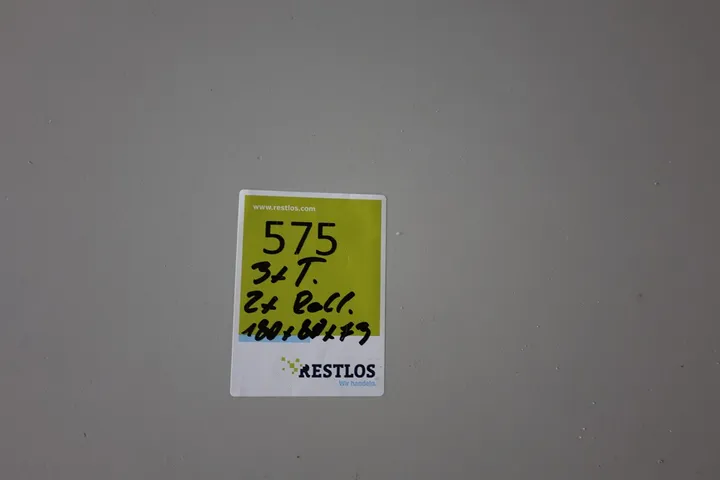 www.restlos.com
575
3x T.
2x Roll.
180x80x79
RESTLOS
Wir handeln.